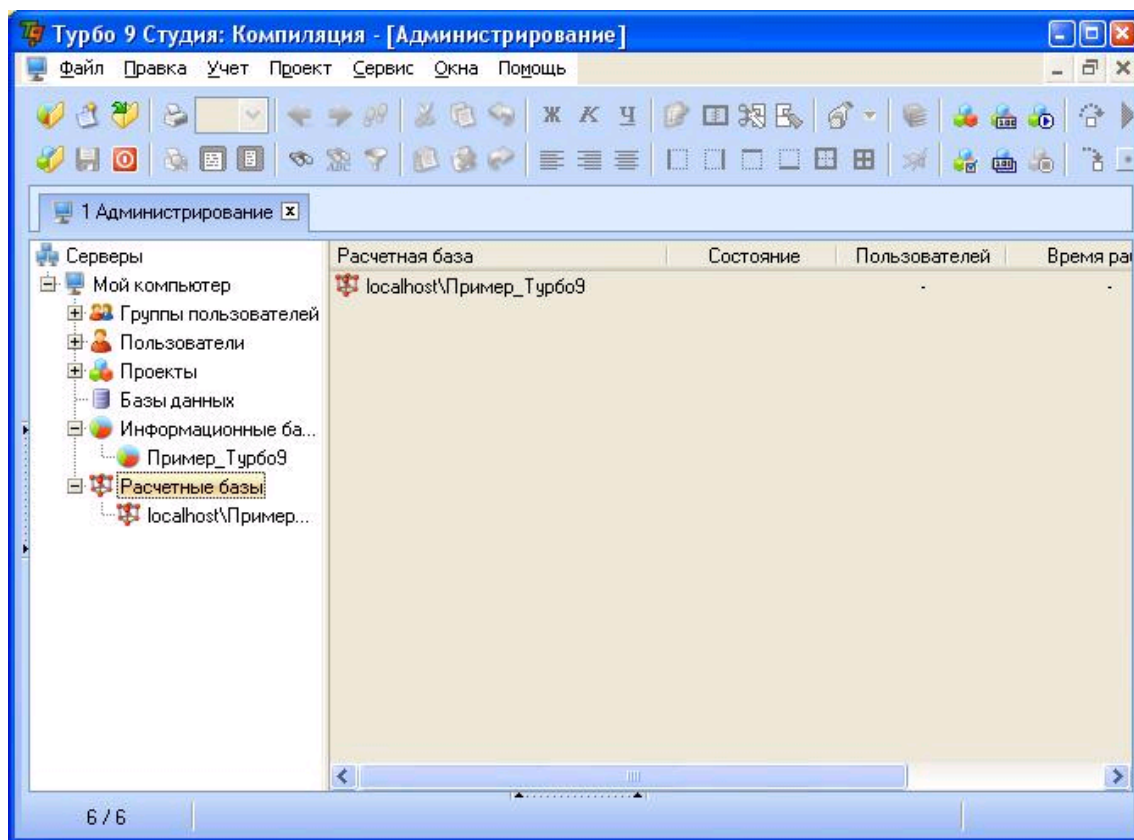 Турбо 9 Студия: Компиляция - [Администрирование]
Файл Правка Учет Проект Сервис Окна Помощь
Ж К Ч
1 Администрирование
Серверы
Мой компьютер
Группы пользователей
Пользователи
Проекты
Базы данных
Информационные ба...
Пример_Турбо9
Расчетные базы
localhost\Пример...
Расчетная база Состояние Пользователей Время ра
localhost\Пример_Турбо9 - -
6 / 6